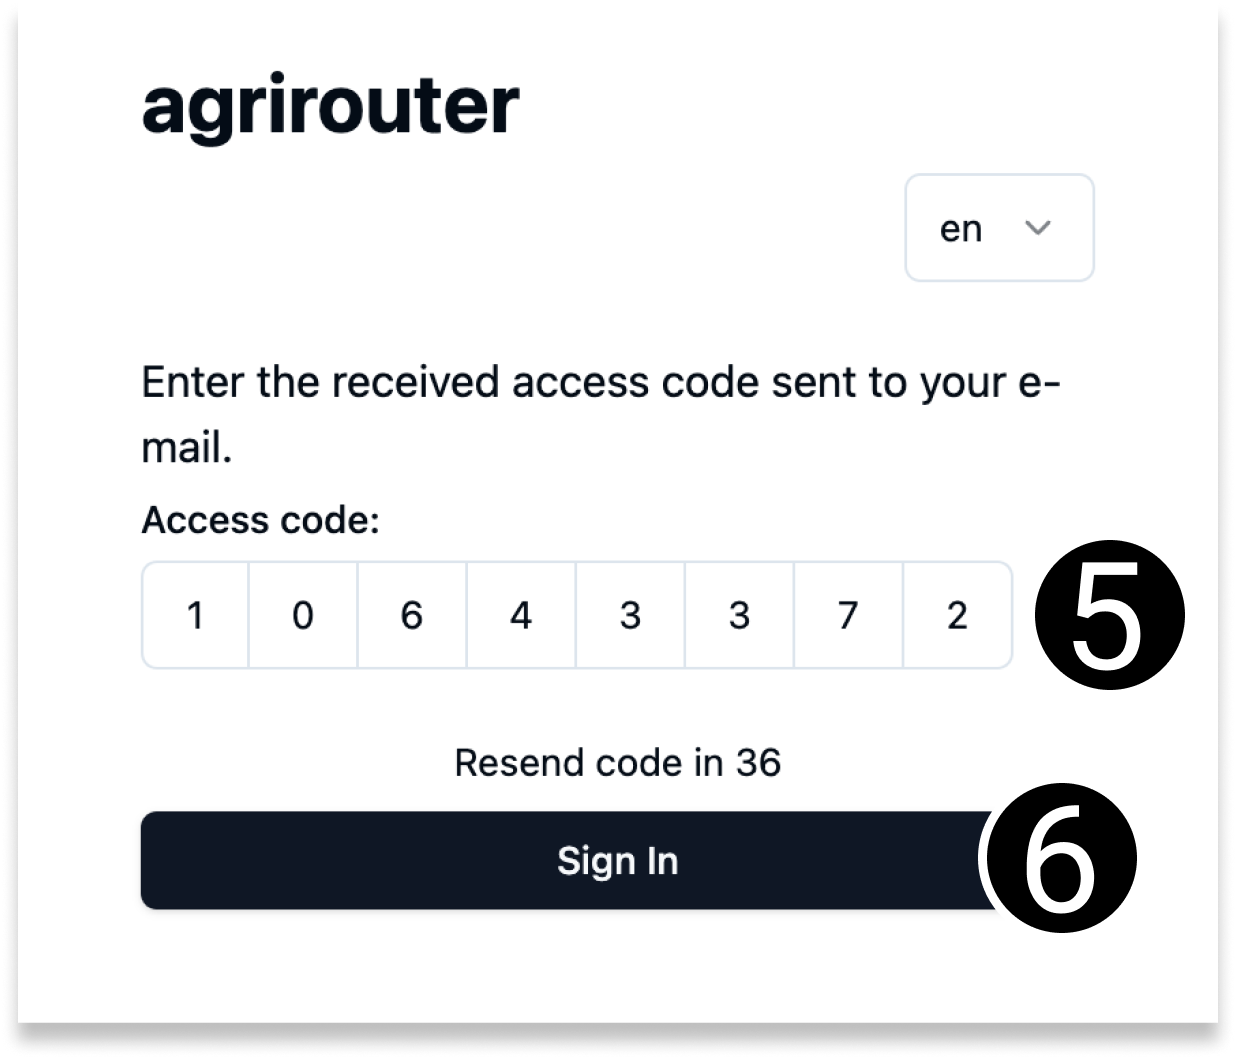 agrirouter
en
Enter the received access code sent to your e-
mail.
Access code:
1 0 6 4 3 3 7 2 5
Resend code in 36
Sign In 6